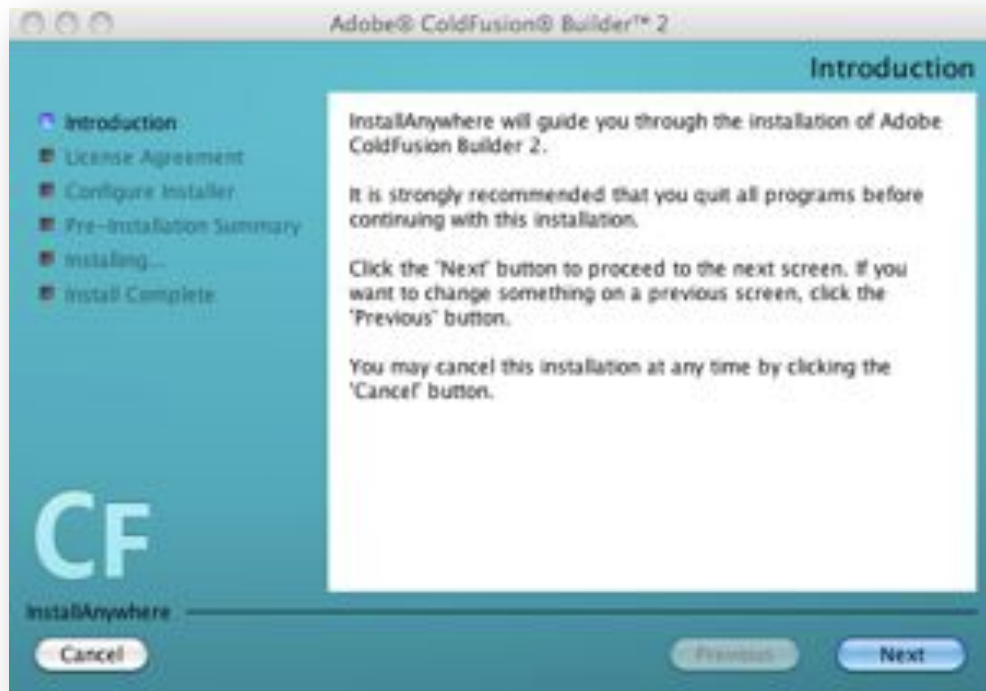 Adobe® ColdFusion® Builder™ 2
Introduction
Introduction
License Agreement
Configure Installer
Pre-Installation Summary
Installing...
Install Complete
InstallAnywhere will guide you through the installation of Adobe
ColdFusion Builder 2.
It is strongly recommended that you quit all programs before
continuing with this installation.
Click the 'Next' button to proceed to the next screen. If you
want to change something on a previous screen, click the
'Previous' button.
You may cancel this installation at any time by clicking the
'Cancel' button.
CF
InstallAnywhere
Cancel
Previous
Next